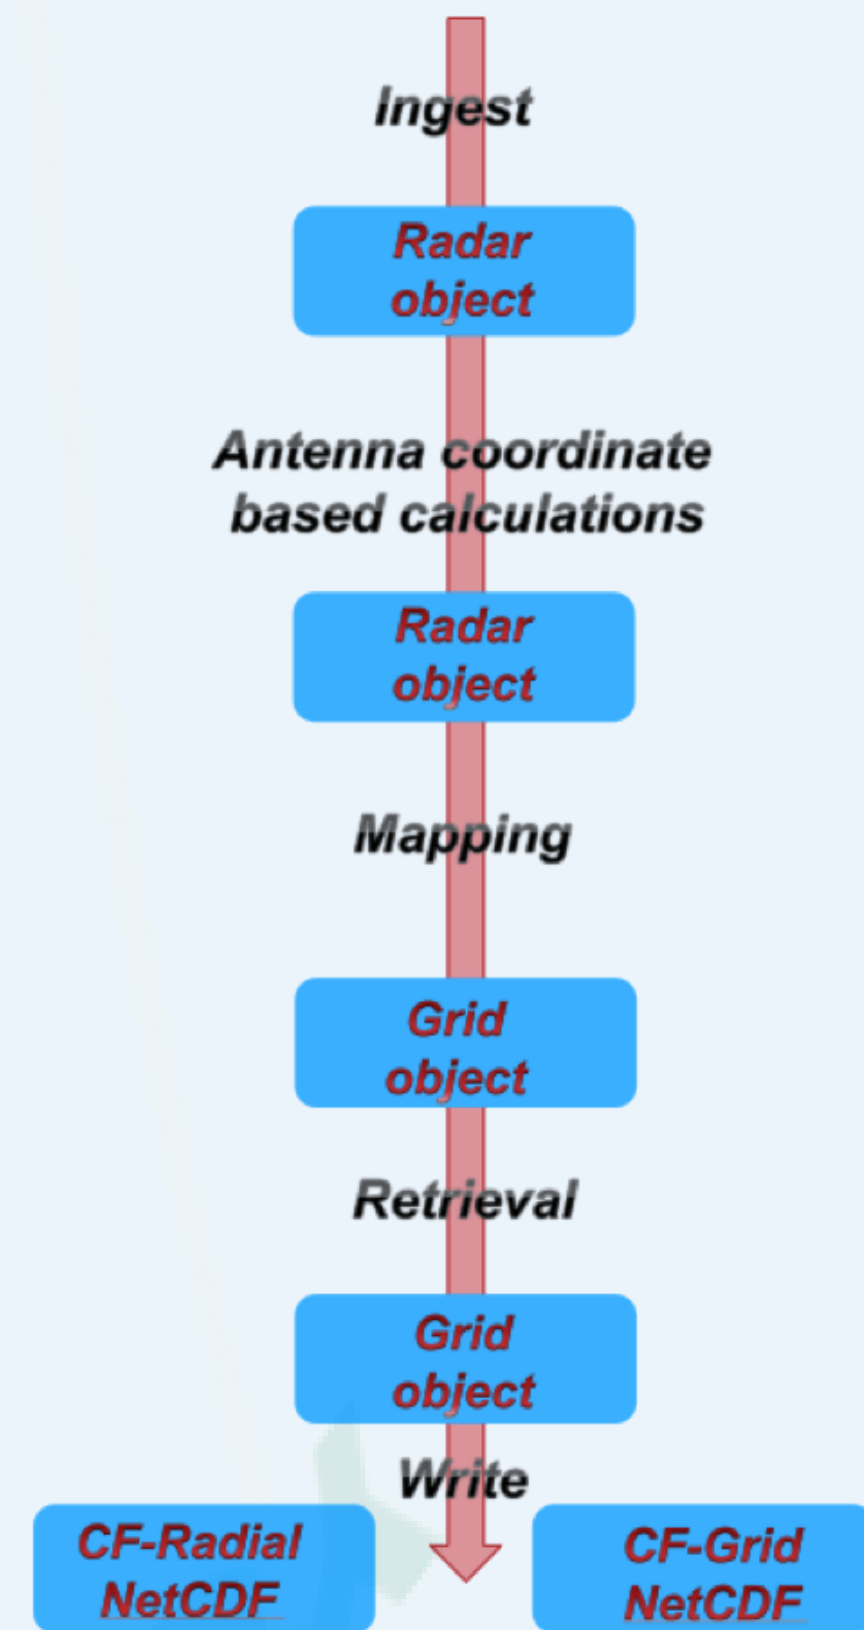 Ingest
Radar
object
Antenna coordinate
based calculations
Radar
object
Mapping
Grid
object
Retrieval
Grid
object
Write
CF-Radial
NetCDF
CF-Grid
NetCDF